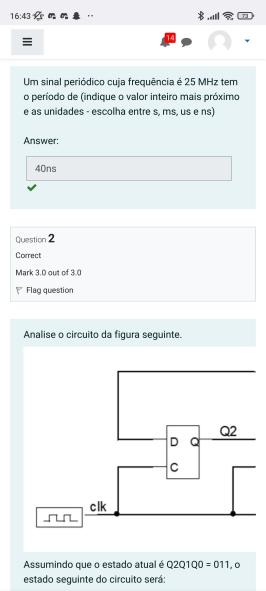 16:43
72
14
Um sinal periódico cuja frequência é 25 MHz tem
o período de (indique o valor inteiro mais próximo
e as unidades - escolha entre s, ms, us e ns)
Answer:
40ns
Question 2
Correct
Mark 3.0 out of 3.0
Flag question
Analise o circuito da figura seguinte.
D Q
Q2
C
clk
Assumindo que o estado atual é Q2Q1Q0 = 011, o
estado seguinte do circuito será: